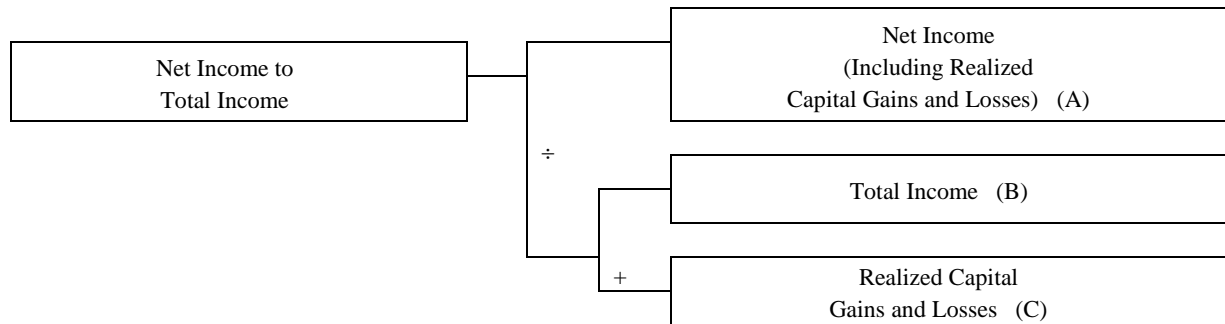 Net Income to
Total Income
Net Income
(Including Realized
Capital Gains and Losses) (A)
÷
Total Income (B)
+
Realized Capital
Gains and Losses (C)